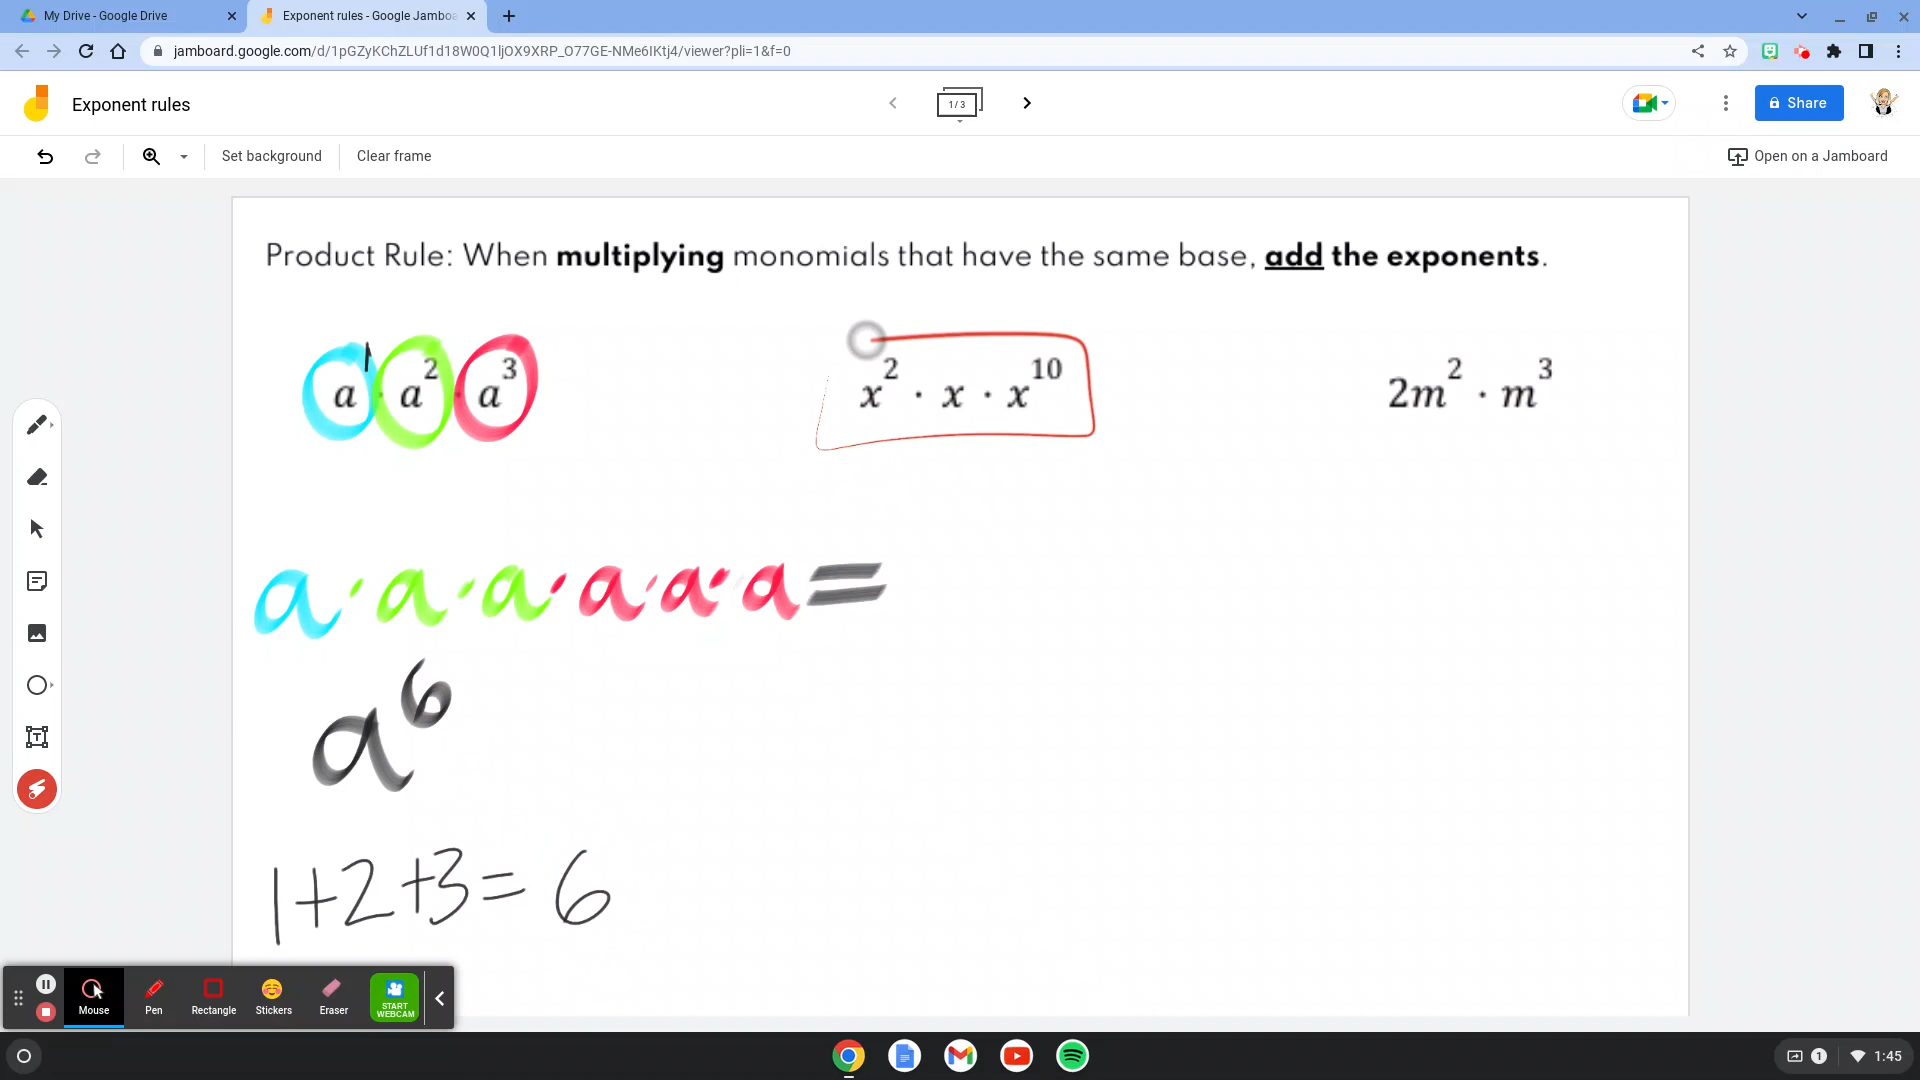 My Drive - Google Drive
Exponent rules - Google Jamboa
jamboard.google.com/d/1pGZyKChZLUf1d18W0Q1ljOX9XRP_O77GE-NMe6IKtj4/viewer?pli=1&f=0
Exponent rules
1 / 3
Share
Set background
Clear frame
Open on a Jamboard
Product Rule: When multiplying monomials that have the same base, add the exponents.
a¹ · a² · a³
x² · x · x¹⁰
2m² · m³
a · a · a · a · a · a =
a⁶
1+2+3= 6
Mouse
Pen
Rectangle
Stickers
Eraser
START WEBCAM
1
1:45